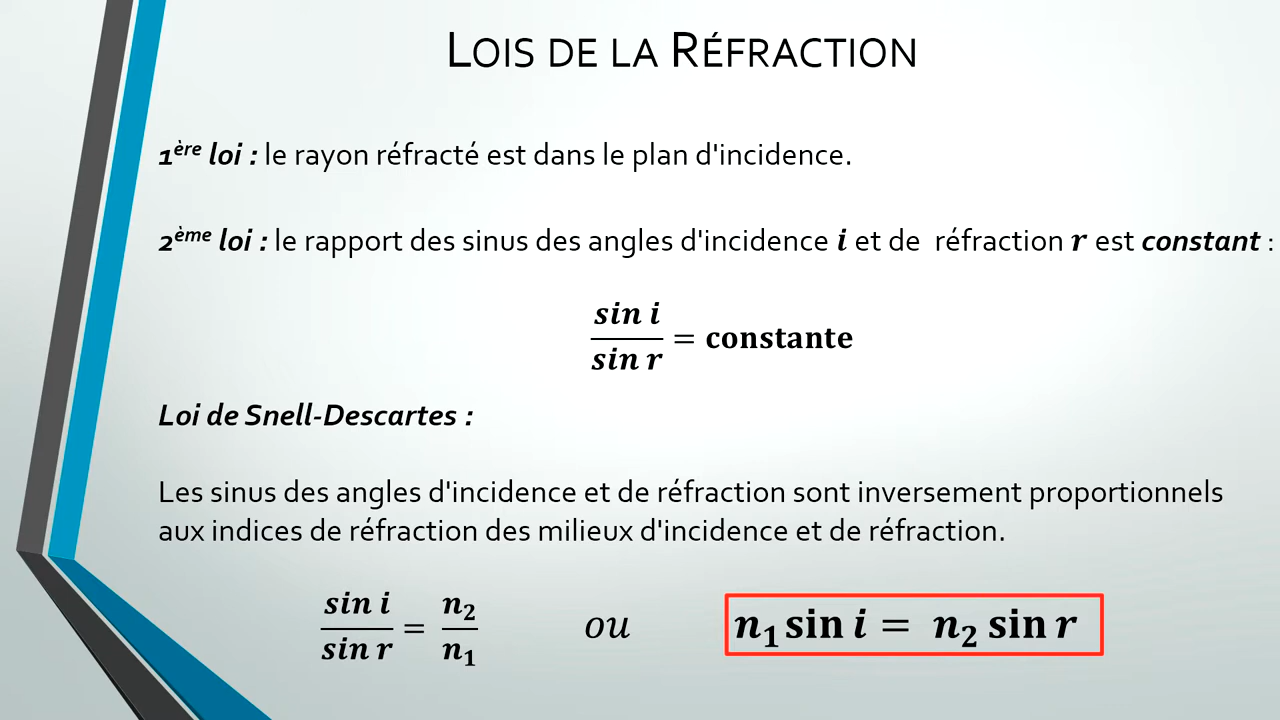 LOIS DE LA RÉFRACTION
1ère loi : le rayon réfracté est dans le plan d'incidence.
2ème loi : le rapport des sinus des angles d'incidence i et de réfraction r est constant :
sin i / sin r = constante
Loi de Snell-Descartes :
Les sinus des angles d'incidence et de réfraction sont inversement proportionnels
aux indices de réfraction des milieux d'incidence et de réfraction.
sin i / sin r = n₂ / n₁ ou n₁ sin i = n₂ sin r